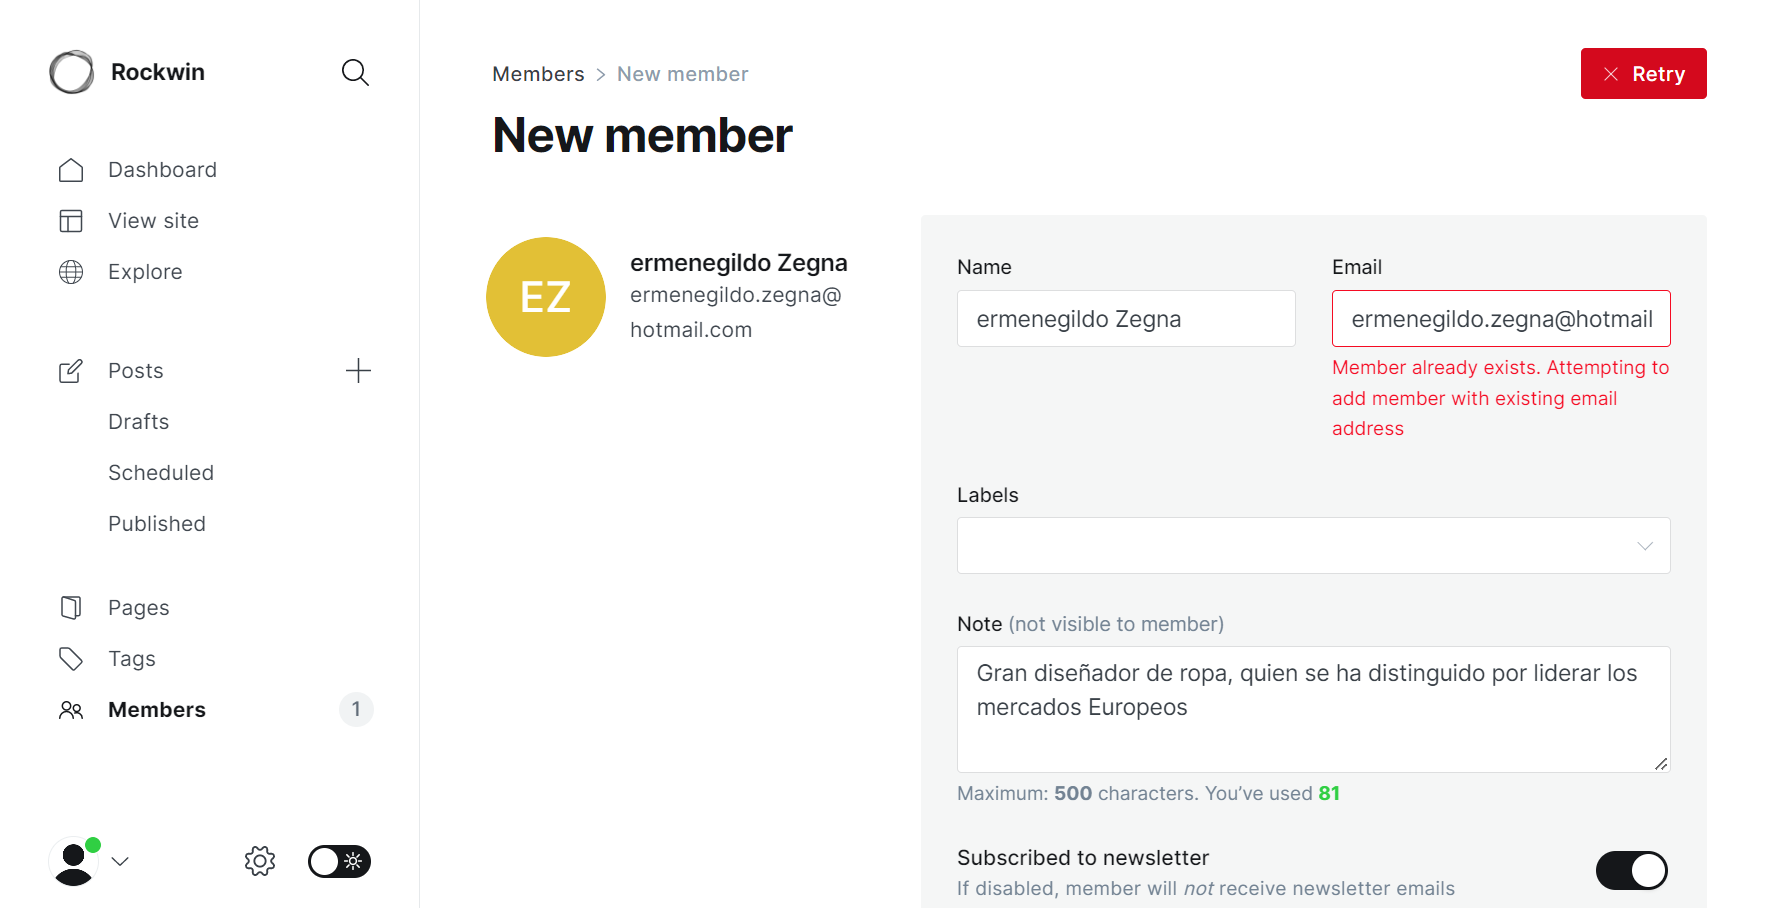 Rockwin
Dashboard
View site
Explore
Posts
Drafts
Scheduled
Published
Pages
Tags
Members
1
Members > New member
Retry
New member
EZ
ermenegildo Zegna
ermenegildo.zegna@
hotmail.com
Name
Email
ermenegildo Zegna
ermenegildo.zegna@hotmail
Member already exists. Attempting to
add member with existing email
address
Labels
Note (not visible to member)
Gran diseñador de ropa, quien se ha distinguido por liderar los
mercados Europeos
Maximum: 500 characters. You’ve used 81
Subscribed to newsletter
If disabled, member will not receive newsletter emails